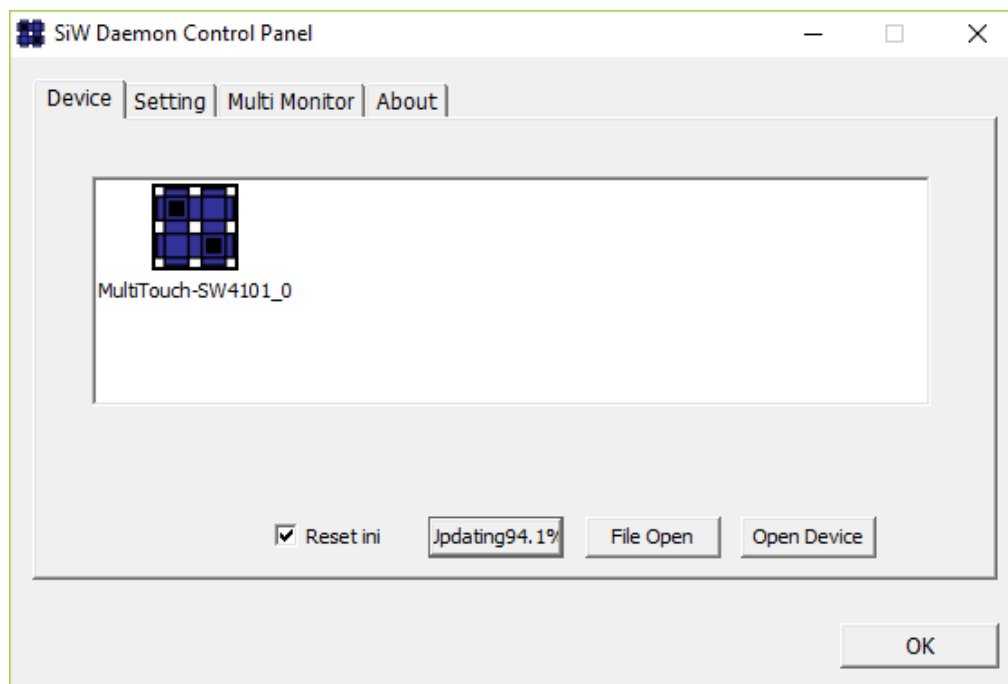 SiW Daemon Control Panel
Device Setting Multi Monitor About
MultiTouch-SW4101_0
Reset ini Jpdating94.1% File Open Open Device
OK